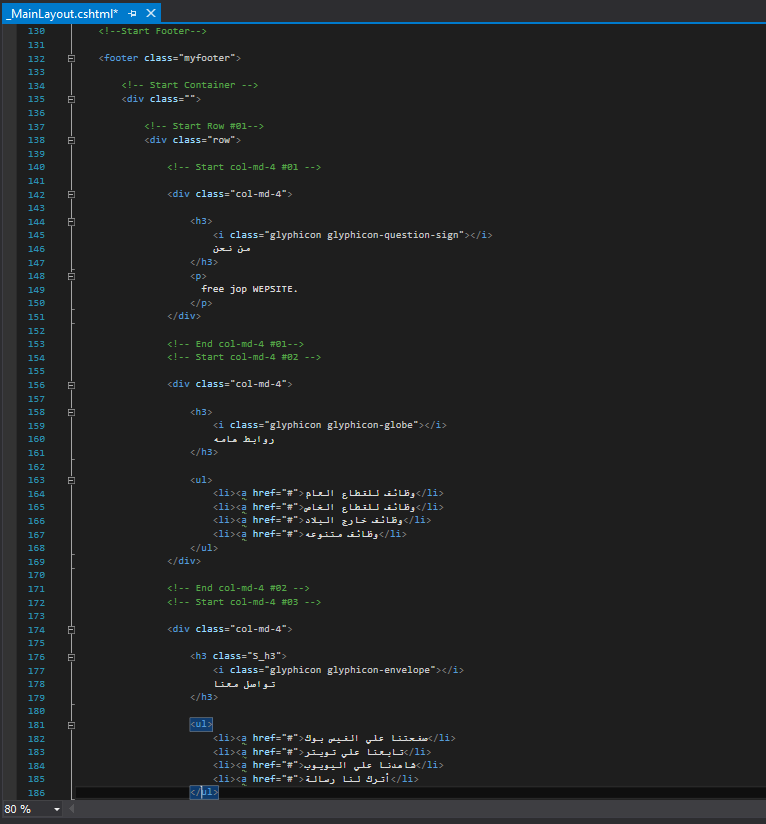 _MainLayout.cshtml*
130 <!--Start Footer-->
131
132 <footer class="myfooter">
133
134 <!-- Start Container -->
135 <div class="">
136
137 <!-- Start Row #01-->
138 <div class="row">
139
140 <!-- Start col-md-4 #01 -->
141
142 <div class="col-md-4">
143
144 <h3>
145 <i class="glyphicon glyphicon-question-sign"></i>
146 من نحن
147 </h3>
148 <p>
149 free jop WEPSITE.
150 </p>
151 </div>
152
153 <!-- End col-md-4 #01-->
154 <!-- Start col-md-4 #02 -->
155
156 <div class="col-md-4">
157
158 <h3>
159 <i class="glyphicon glyphicon-globe"></i>
160 روابط هامه
161 </h3>
162
163 <ul>
164 <li><a href="#">وظائف للقطاع العام</li>
165 <li><a href="#">وظائف للقطاع الخاص</li>
166 <li><a href="#">وظائف خارج البلاد</li>
167 <li><a href="#">وظائف متنوعه</li>
168 </ul>
169 </div>
170
171 <!-- End col-md-4 #02 -->
172 <!-- Start col-md-4 #03 -->
173
174 <div class="col-md-4">
175
176 <h3 class="S_h3">
177 <i class="glyphicon glyphicon-envelope"></i>
178 تواصل معنا
179 </h3>
180
181 <ul>
182 <li><a href="#">صفحتنا علي الفيس بوك</li>
183 <li><a href="#">تابعنا علي تويتر</li>
184 <li><a href="#">شاهدنا علي اليويوب</li>
185 <li><a href="#">أترك لنا رسالة</li>
186 </ul>
80 %